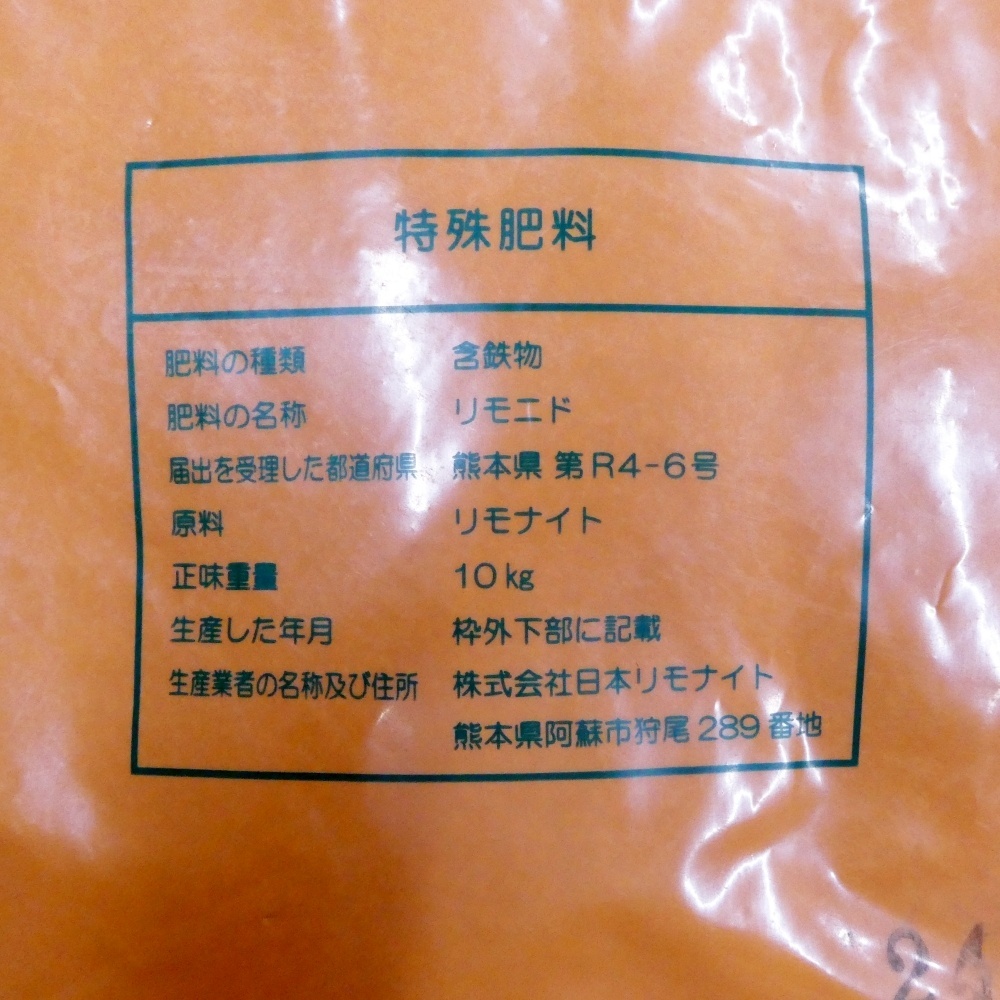 特殊肥料
肥料の種類 含鉄物
肥料の名称 リモニド
届出を受理した都道府県 熊本県 第R4-6号
原料 リモナイト
正味重量 10kg
生産した年月 枠外下部に記載
生産業者の名称及び住所 株式会社日本リモナイト
熊本県阿蘇市狩尾289番地
24